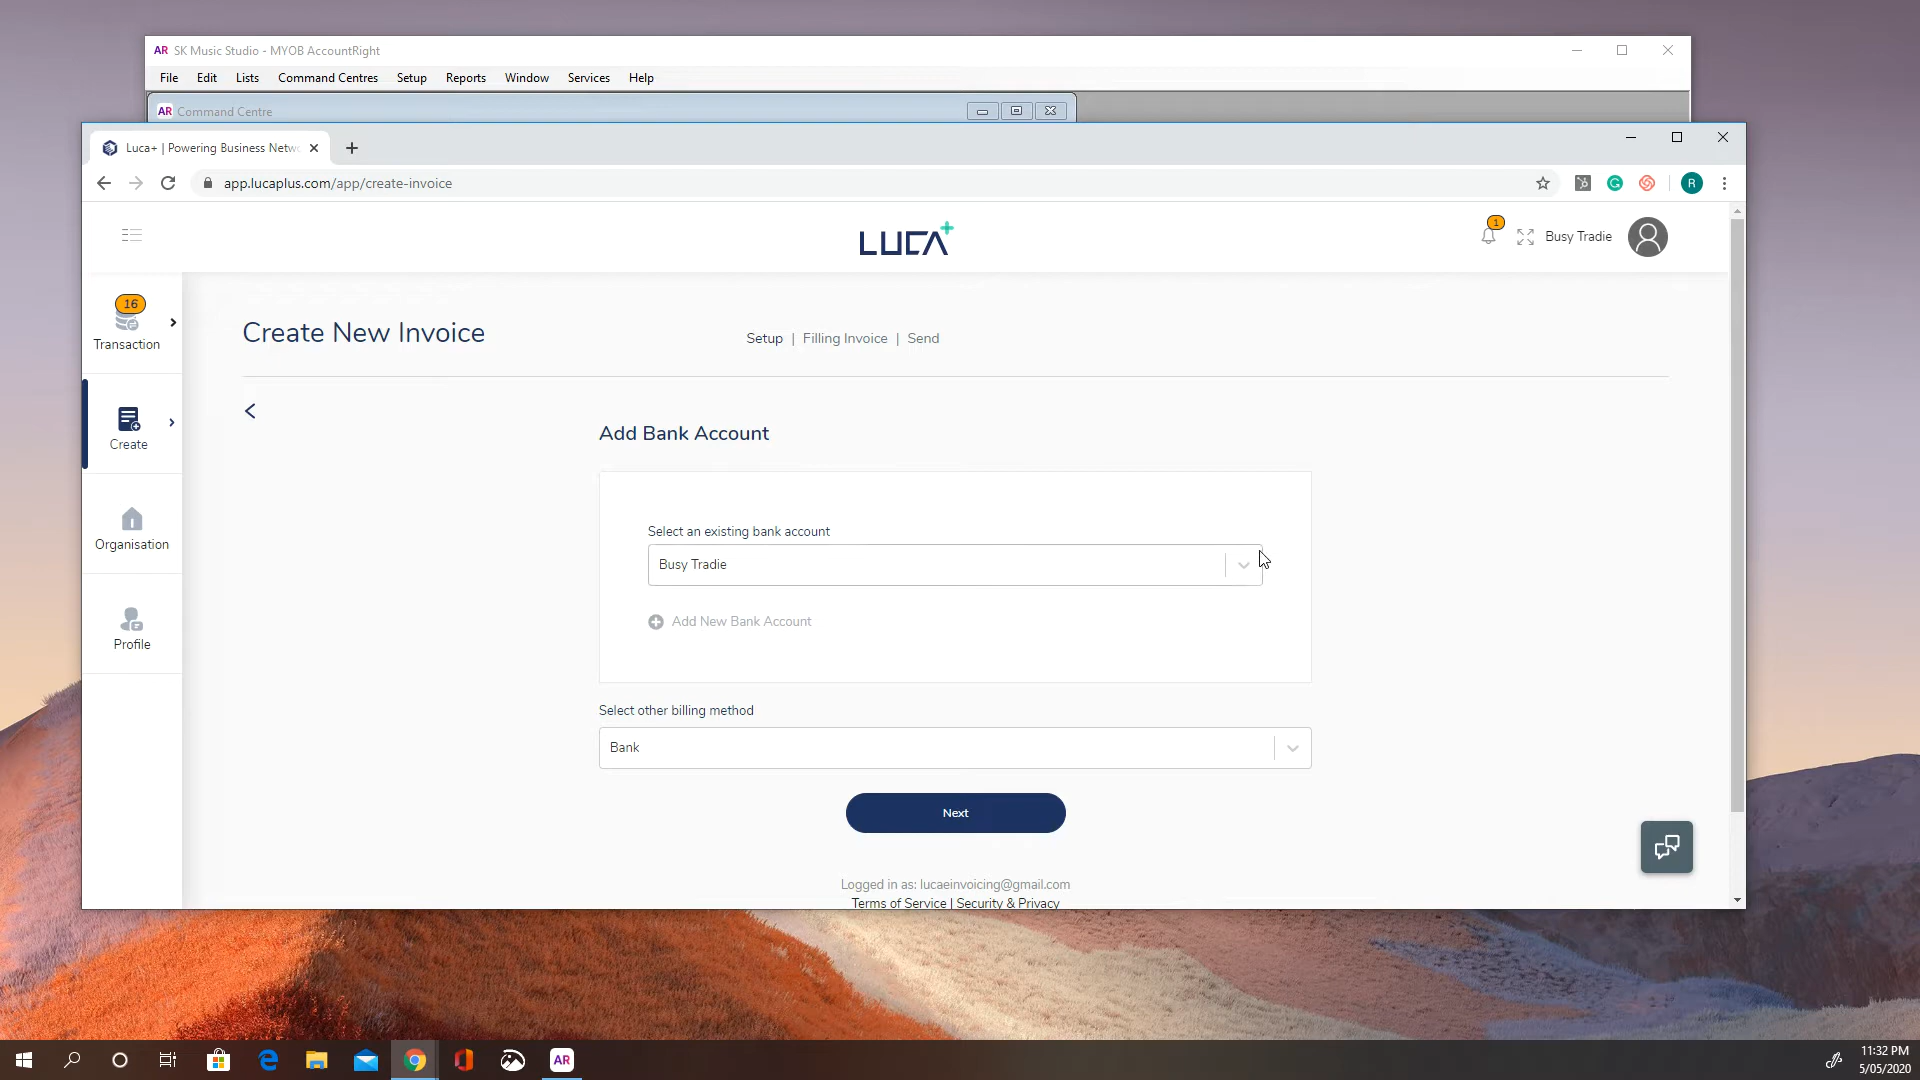 AR SK Music Studio - MYOB AccountRight
File Edit Lists Command Centres Setup Reports Window Services Help
AR Command Centre
Luca+ | Powering Business Netwo
app.lucaplus.com/app/create-invoice
R
LUCA+
1
Busy Tradie
16
Transaction
Create
Organisation
Profile
Create New Invoice
Setup | Filling Invoice | Send
Add Bank Account
Select an existing bank account
Busy Tradie
Add New Bank Account
Select other billing method
Bank
Next
Logged in as: lucaeinvoicing@gmail.com
Terms of Service | Security & Privacy
AR
11:32 PM
5/05/2020